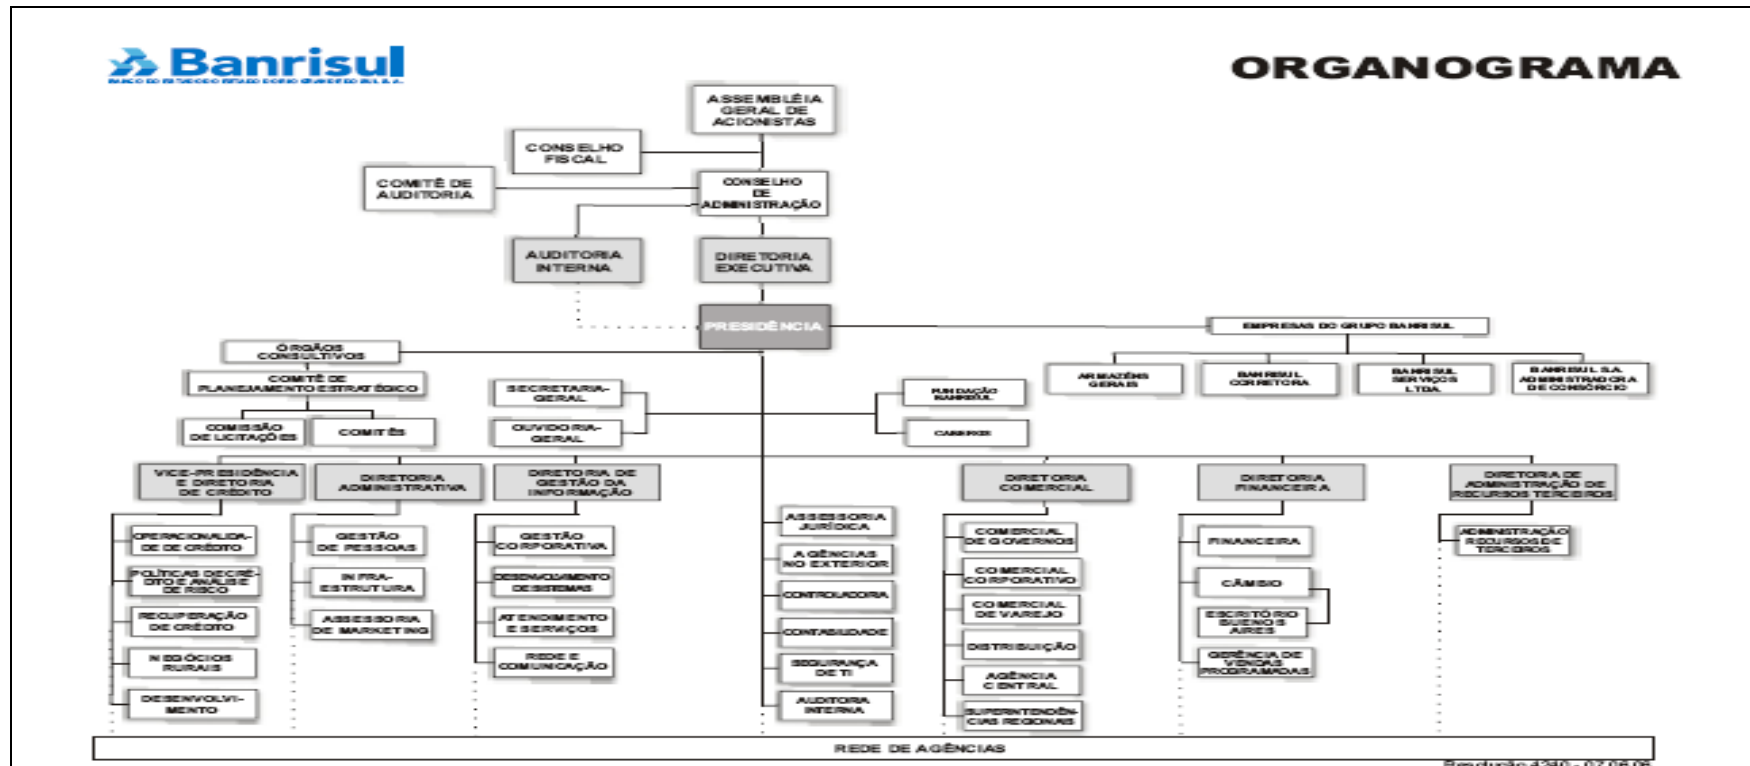 Banrisul
ORGANOGRAMA
ASSEMBLÉIA
GERAL DE
ACIONISTAS
CONSELHO
FISCAL
COMITÊ DE
AUDITORIA
CONSELHO
DE
ADMINISTRAÇÃO
AUDITORIA
INTERNA
DIRETORIA
EXECUTIVA
PRESIDÊNCIA
EMPRESAS DO GRUPO BANRISUL
ÓRGÃOS
CONSULTIVOS
ARMAZÉNS
GERAIS
BANRISUL
CORRETORA
BANRISUL
SERVIÇOS
LTDA.
BANRISUL S.A.
ADMINISTRADORA
DE CONSÓRCIO
COMITÊ DE
PLANEJAMENTO ESTRATÉGICO
SECRETARIA-
GERAL
FUNDAÇÃO
BANRISUL
COMISSÃO
DE LICITAÇÕES
COMITÊS
OUVIDORIA-
GERAL
CABERGS
VICE-PRESIDÊNCIA
E DIRETORIA
DE CRÉDITO
DIRETORIA
ADMINISTRATIVA
DIRETORIA DE
GESTÃO DA
INFORMAÇÃO
DIRETORIA
COMERCIAL
DIRETORIA
FINANCEIRA
DIRETORIA DE
ADMINISTRAÇÃO DE
RECURSOS TERCEIROS
OPERACIONALIDA-
DE DE CRÉDITO
POLÍTICAS DE CRÉ-
DITO E ANÁLISE
DE RISCO
RECUPERAÇÃO
DE CRÉDITO
NEGÓCIOS
RURAIS
DESENVOLVI-
MENTO
GESTÃO
DE PESSOAS
INFRA-
ESTRUTURA
ASSESSORIA
DE MARKETING
GESTÃO
CORPORATIVA
DESENVOLVIMENTO
DE SISTEMAS
ATENDIMENTO
E SERVIÇOS
REDE E
COMUNICAÇÃO
ASSESSORIA
JURÍDICA
AGÊNCIAS
NO EXTERIOR
CONTROLADORIA
CONTABILIDADE
SEGURANÇA
DE TI
AUDITORIA
INTERNA
COMERCIAL
DE GOVERNOS
COMERCIAL
CORPORATIVO
COMERCIAL
DE VAREJO
DISTRIBUIÇÃO
AGÊNCIA
CENTRAL
SUPERINTENDÊN-
CIAS REGIONAIS
FINANCEIRA
CÂMBIO
ESCRITÓRIO
BUENOS
AIRES
GERÊNCIA DE
VENDAS
PROGRAMADAS
ADMINISTRAÇÃO
RECURSOS DE
TERCEIROS
REDE DE AGÊNCIAS